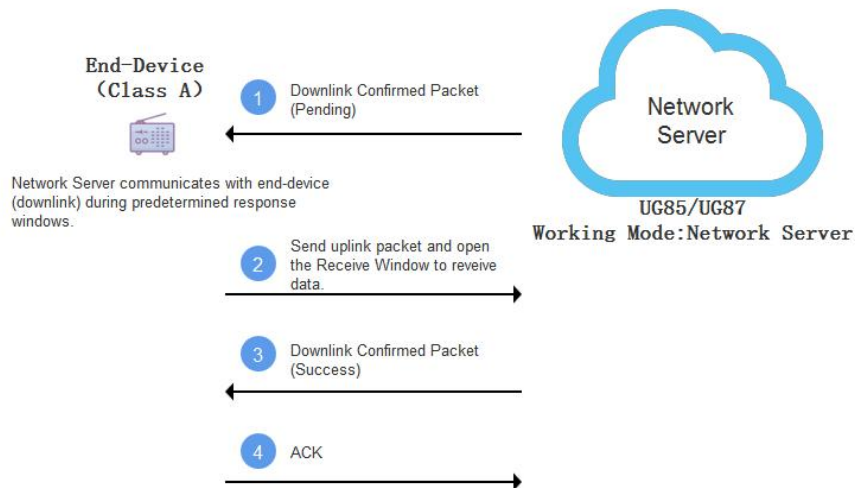 End-Device
(Class A)
1
Downlink Confirmed Packet
(Pending)
Network
Server
Network Server communicates with end-device
(downlink) during predetermined response
windows.
UG85/UG87
Working Mode:Network Server
2
Send uplink packet and open
the Receive Window to reveive
data.
3
Downlink Confirmed Packet
(Success)
4
ACK